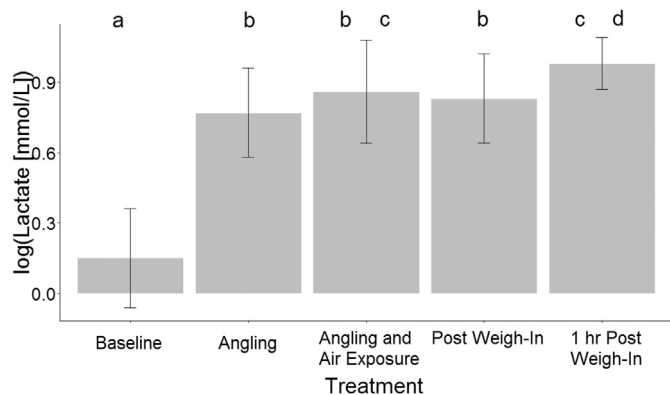 a b b c b c d
log(Lactate [mmol/L])
0.9
0.6
0.3
0.0
Baseline Angling Angling and Post Weigh-In 1 hr Post
Air Exposure Weigh-In
Treatment